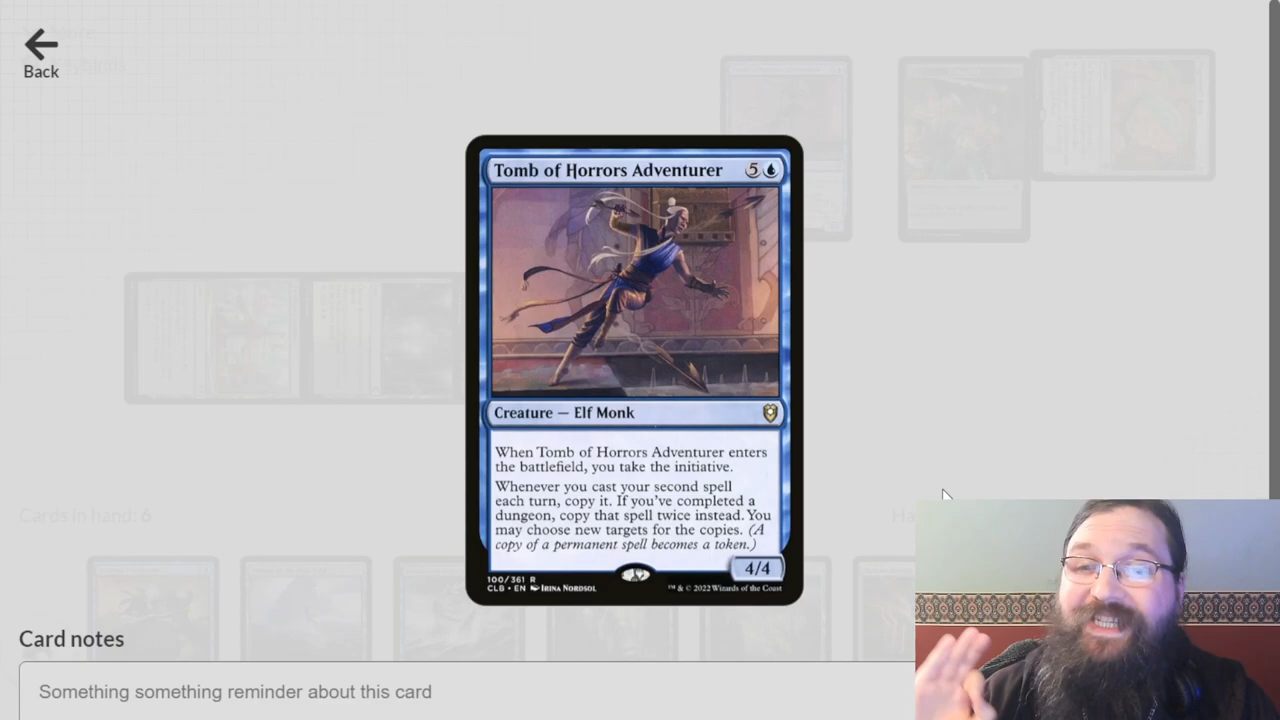 Back
Tomb of Horrors Adventurer 5
Creature — Elf Monk
When Tomb of Horrors Adventurer enters
the battlefield, you take the initiative.
Whenever you cast your second spell
each turn, copy it. If you've completed a
dungeon, copy that spell twice instead. You
may choose new targets for the copies. (A
copy of a permanent spell becomes a token.)
4/4
100/361 R
CLB • EN Irina Nordsol
™ & © 2022 Wizards of the Coast
Cards in hand: 6
Card notes
Something something reminder about this card